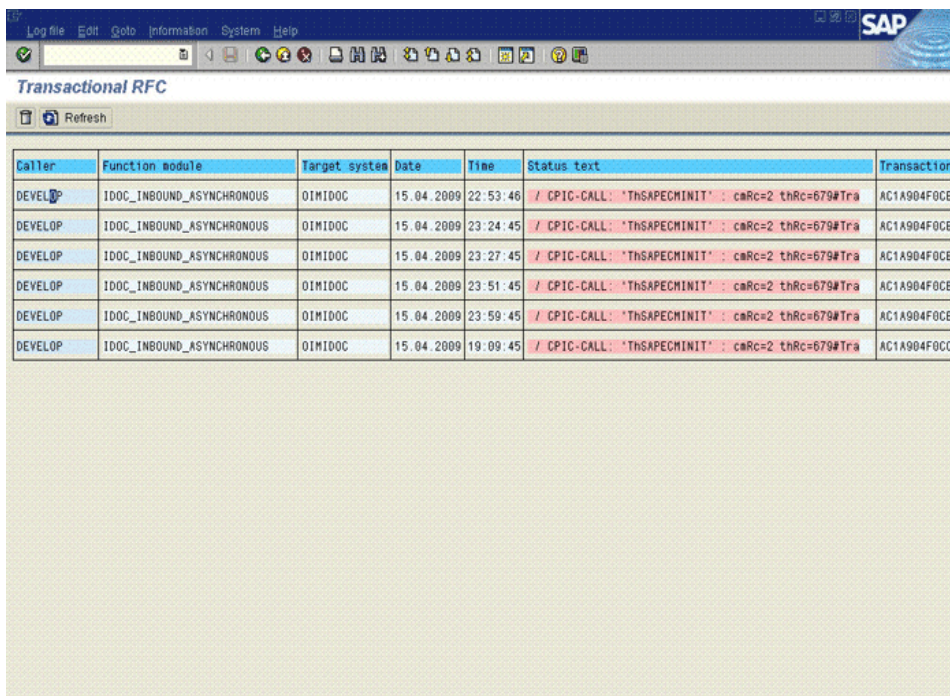 Log file Edit Goto Information System Help
SAP
Transactional RFC
Refresh
Caller Function module Target system Date Time Status text Transaction
DEVELOP IDOC_INBOUND_ASYNCHRONOUS OIMIDOC 15.04.2009 22:53:46 / CPIC-CALL: 'ThSAPECMINIT' : cmRc=2 thRc=679#Tra AC1A904F0CE
DEVELOP IDOC_INBOUND_ASYNCHRONOUS OIMIDOC 15.04.2009 23:24:45 / CPIC-CALL: 'ThSAPECMINIT' : cmRc=2 thRc=679#Tra AC1A904F0CE
DEVELOP IDOC_INBOUND_ASYNCHRONOUS OIMIDOC 15.04.2009 23:27:45 / CPIC-CALL: 'ThSAPECMINIT' : cmRc=2 thRc=679#Tra AC1A904F0CE
DEVELOP IDOC_INBOUND_ASYNCHRONOUS OIMIDOC 15.04.2009 23:51:45 / CPIC-CALL: 'ThSAPECMINIT' : cmRc=2 thRc=679#Tra AC1A904F0CE
DEVELOP IDOC_INBOUND_ASYNCHRONOUS OIMIDOC 15.04.2009 23:59:45 / CPIC-CALL: 'ThSAPECMINIT' : cmRc=2 thRc=679#Tra AC1A904F0CE
DEVELOP IDOC_INBOUND_ASYNCHRONOUS OIMIDOC 15.04.2009 19:09:45 / CPIC-CALL: 'ThSAPECMINIT' : cmRc=2 thRc=679#Tra AC1A904F0CC